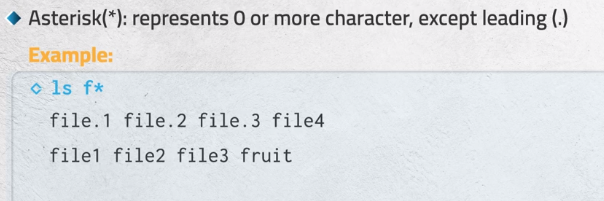 Asterisk(*): represents 0 or more character, except leading (.)
Example:
ls f*
file.1 file.2 file.3 file4
file1 file2 file3 fruit